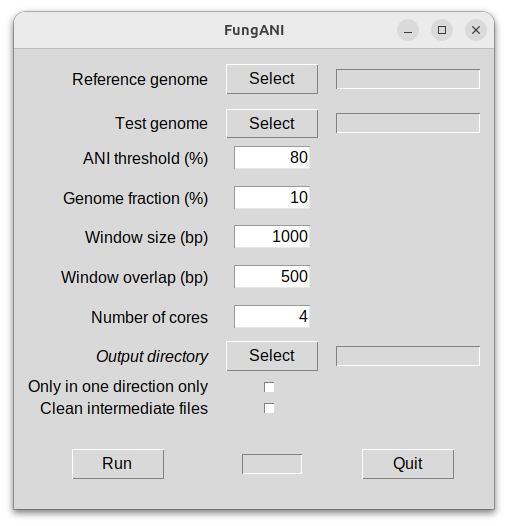 FungANI
Reference genome Select
Test genome Select
ANI threshold (%) 80
Genome fraction (%) 10
Window size (bp) 1000
Window overlap (bp) 500
Number of cores 4
Output directory Select
Only in one direction only
Clean intermediate files
Run Quit